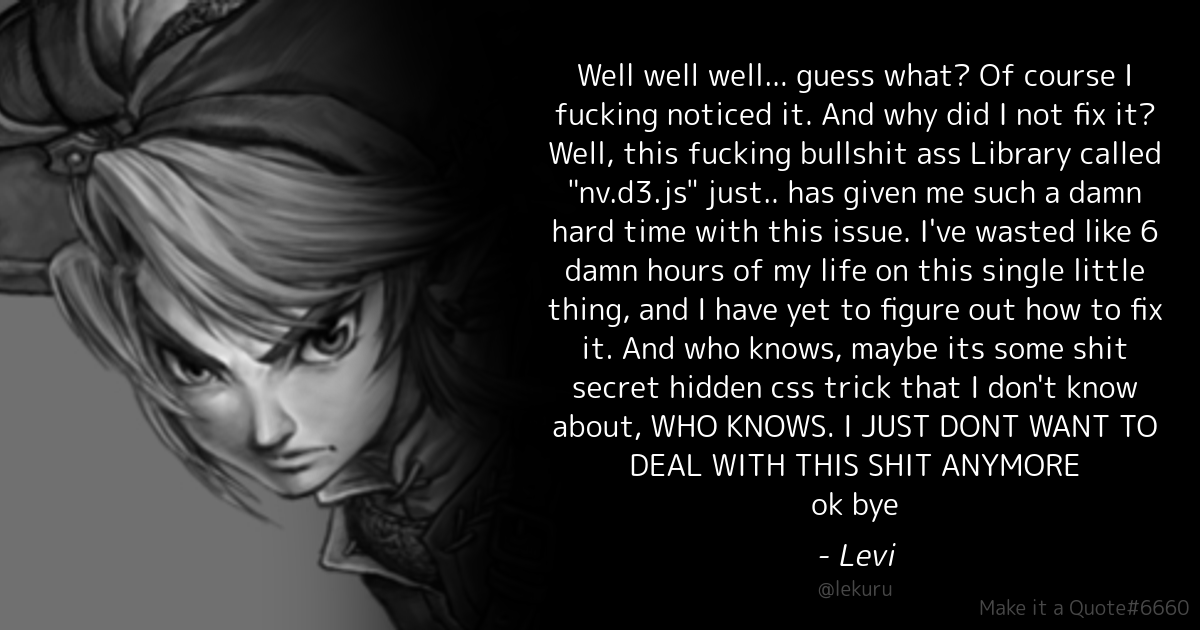 Well well well... guess what? Of course I
fucking noticed it. And why did I not fix it?
Well, this fucking bullshit ass Library called
"nv.d3.js" just.. has given me such a damn
hard time with this issue. I've wasted like 6
damn hours of my life on this single little
thing, and I have yet to figure out how to fix
it. And who knows, maybe its some shit
secret hidden css trick that I don't know
about, WHO KNOWS. I JUST DONT WANT TO
DEAL WITH THIS SHIT ANYMORE
ok bye
- Levi
@lekuru
Make it a Quote#6660